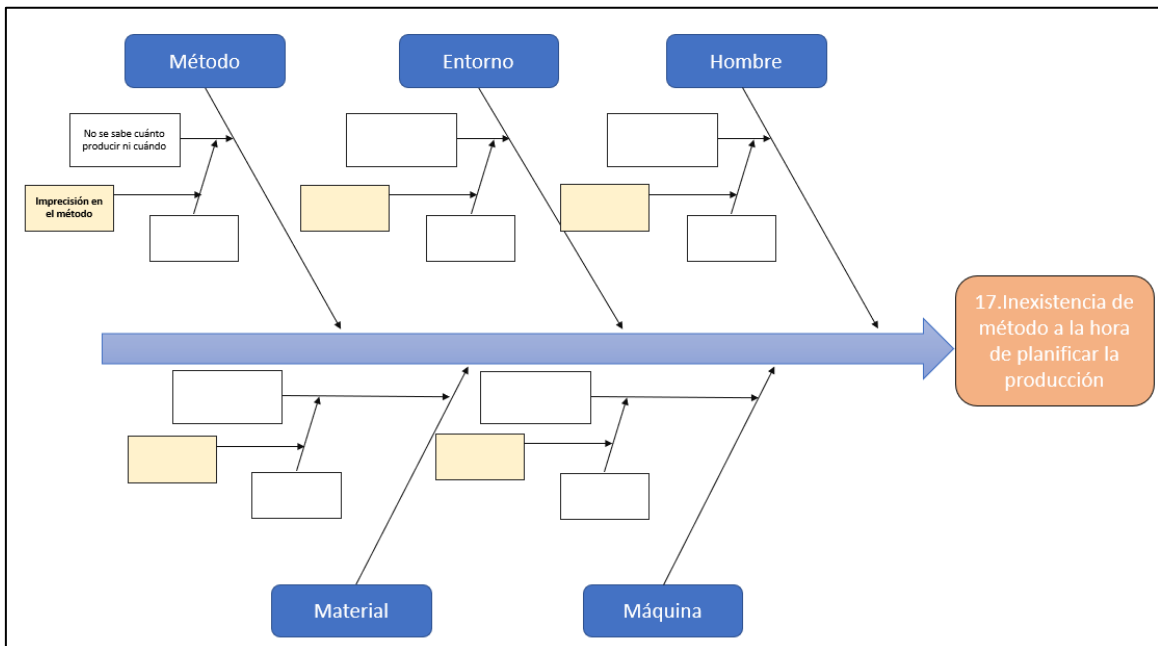 Método
Entorno
Hombre
No se sabe cuánto
producir ni cuándo
Imprecisión en
el método
17.Inexistencia de
método a la hora
de planificar la
producción
Material
Máquina